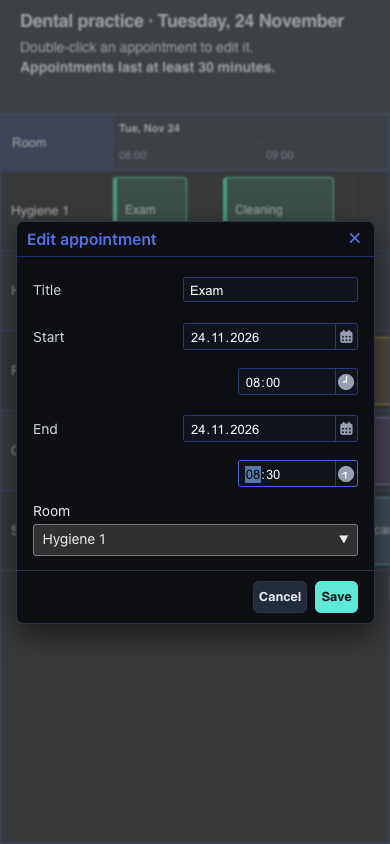 Dental practice · Tuesday, 24 November
Double-click an appointment to edit it.
Appointments last at least 30 minutes.
Room
Tue, Nov 24
08:00
09:00
Hygiene 1
Exam
Cleaning
Edit appointment
Title
Exam
Start
24.11.2026
08:00
End
24.11.2026
08:30
Room
Hygiene 1
Cancel
Save